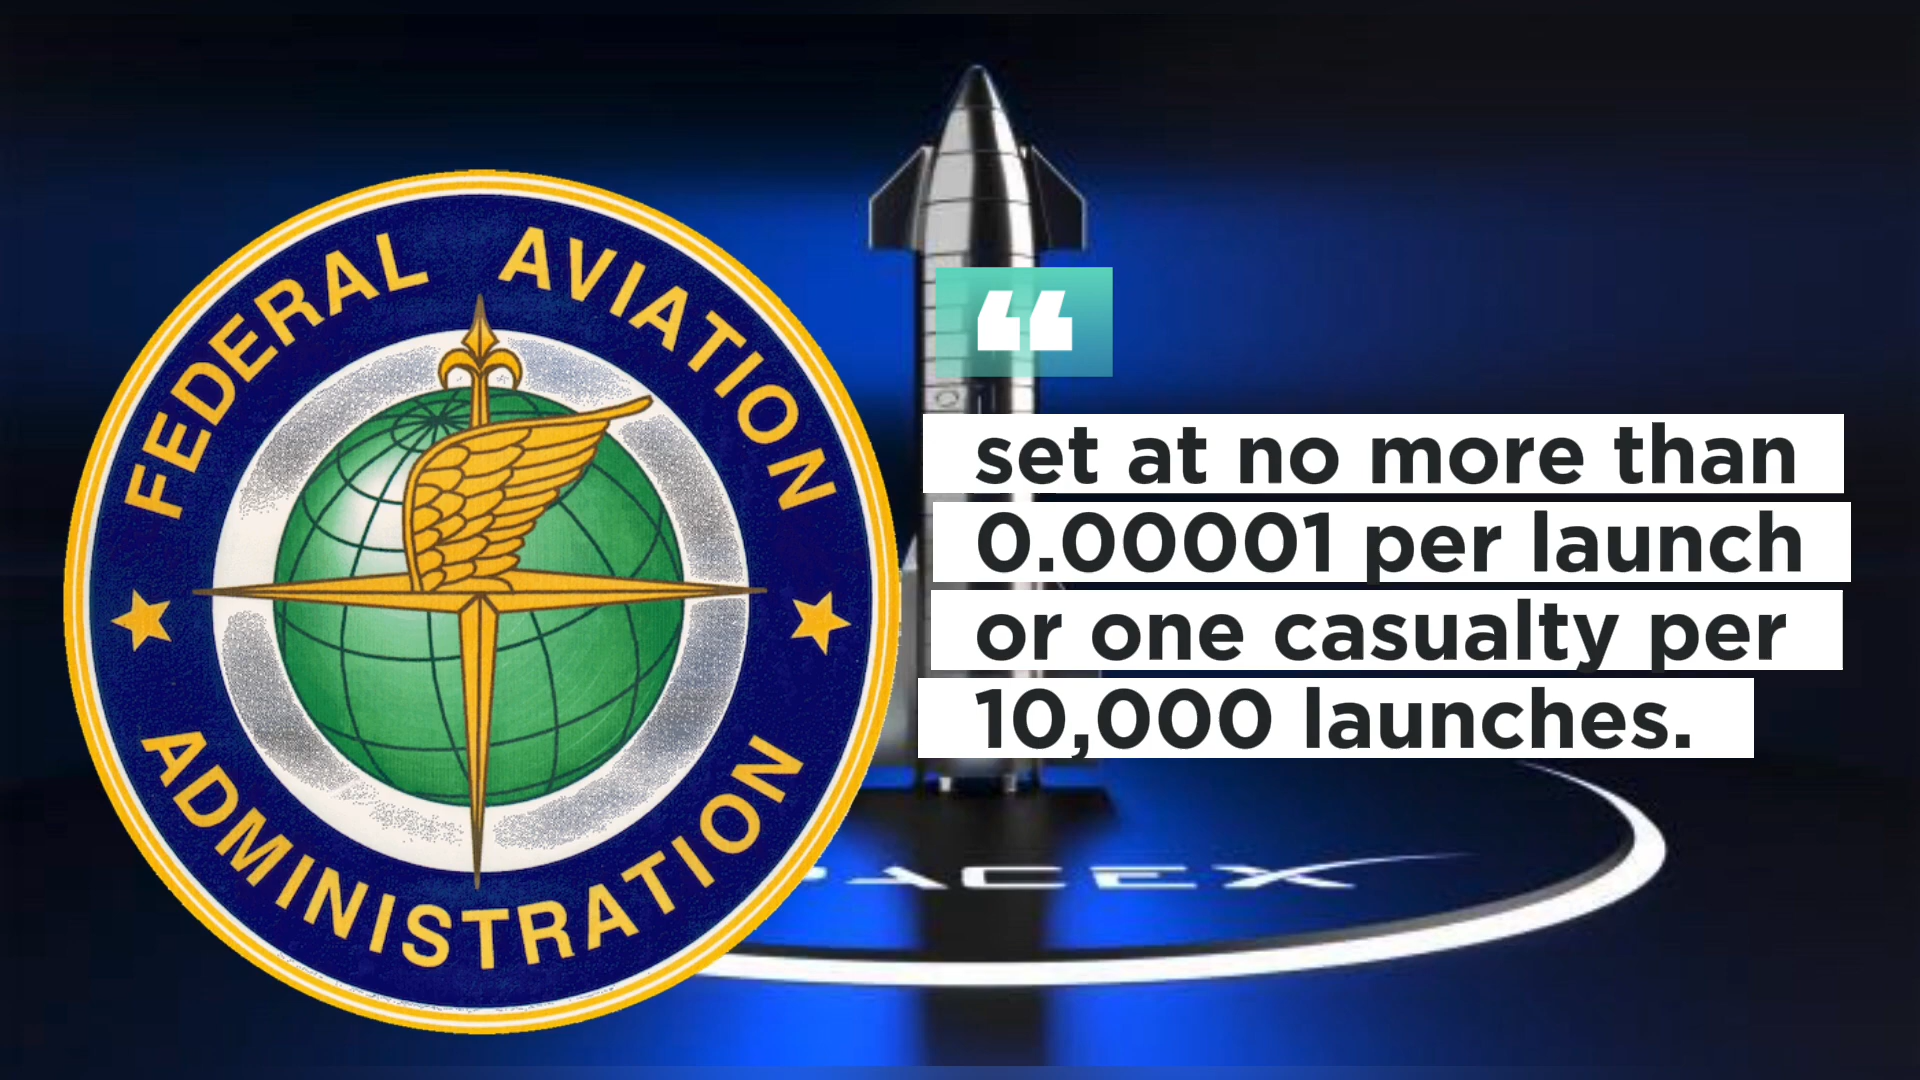 FEDERAL AVIATION
ADMINISTRATION
“
set at no more than
0.00001 per launch
or one casualty per
10,000 launches.
PACEX